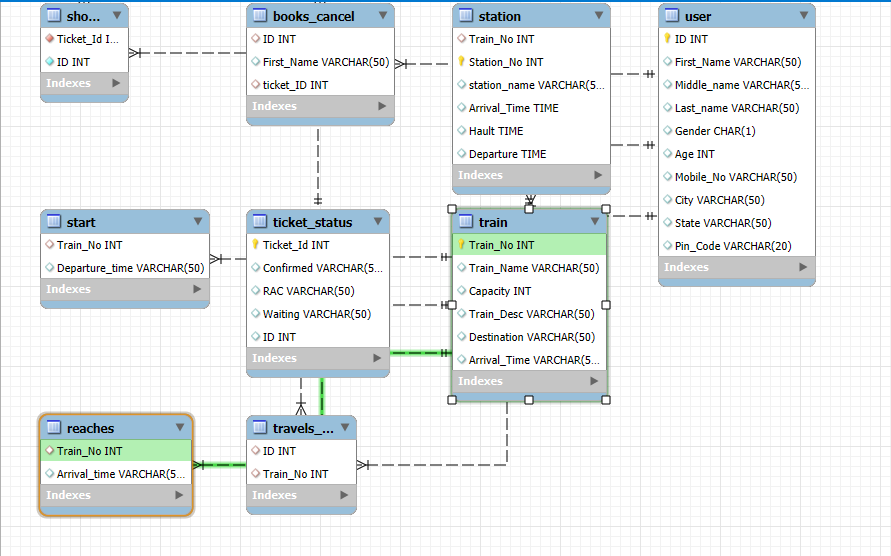 sho...
Ticket_Id I...
ID INT
Indexes
books_cancel
ID INT
First_Name VARCHAR(50)
ticket_ID INT
Indexes
station
Train_No INT
Station_No INT
station_name VARCHAR(5...
Arrival_Time TIME
Hault TIME
Departure TIME
Indexes
user
ID INT
First_Name VARCHAR(50)
Middle_name VARCHAR(5...
Last_name VARCHAR(50)
Gender CHAR(1)
Age INT
Mobile_No VARCHAR(50)
City VARCHAR(50)
State VARCHAR(50)
Pin_Code VARCHAR(20)
Indexes
start
Train_No INT
Departure_time VARCHAR(50)
Indexes
ticket_status
Ticket_Id INT
Confirmed VARCHAR(5...
RAC VARCHAR(50)
Waiting VARCHAR(50)
ID INT
Indexes
train
Train_No INT
Train_Name VARCHAR(50)
Capacity INT
Train_Desc VARCHAR(50)
Destination VARCHAR(50)
Arrival_Time VARCHAR(5...
Indexes
reaches
Train_No INT
Arrival_time VARCHAR(5...
Indexes
travels_...
ID INT
Train_No INT
Indexes